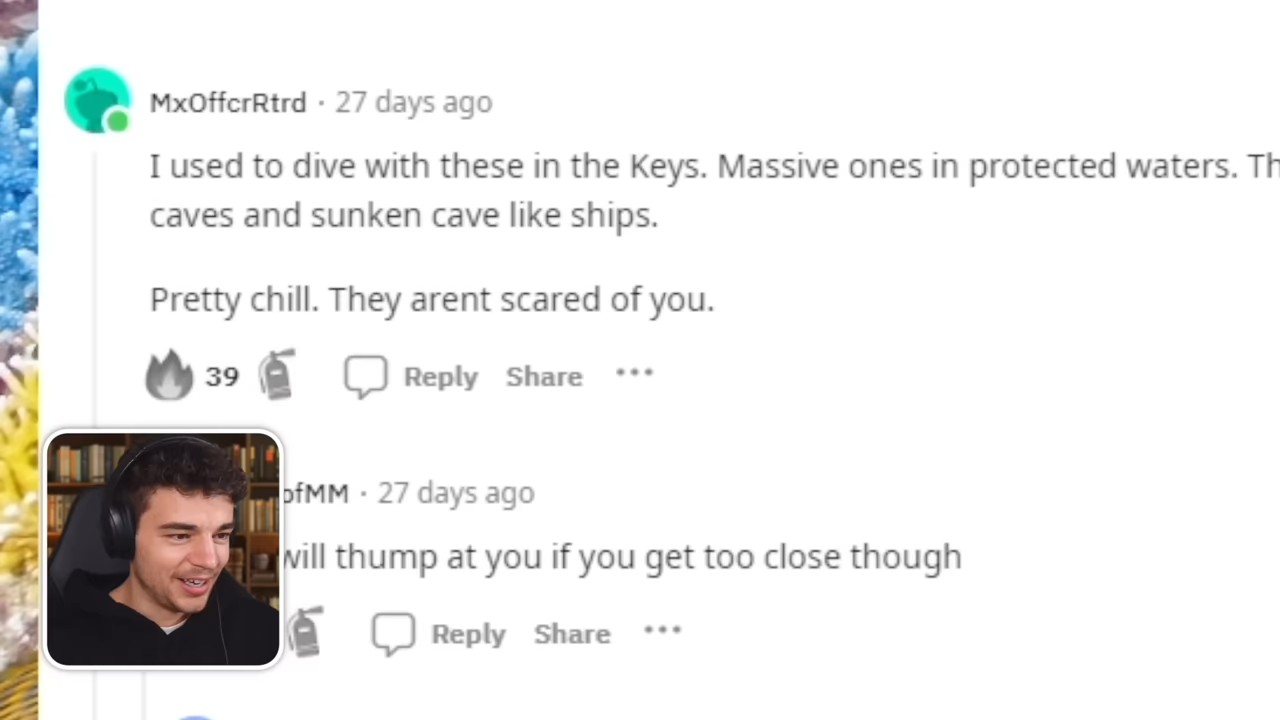 MxOffcrRtrd · 27 days ago
I used to dive with these in the Keys. Massive ones in protected waters.
caves and sunken cave like ships.
Pretty chill. They arent scared of you.
39 Reply Share ...
ofMM · 27 days ago
will thump at you if you get too close though
Reply Share ...